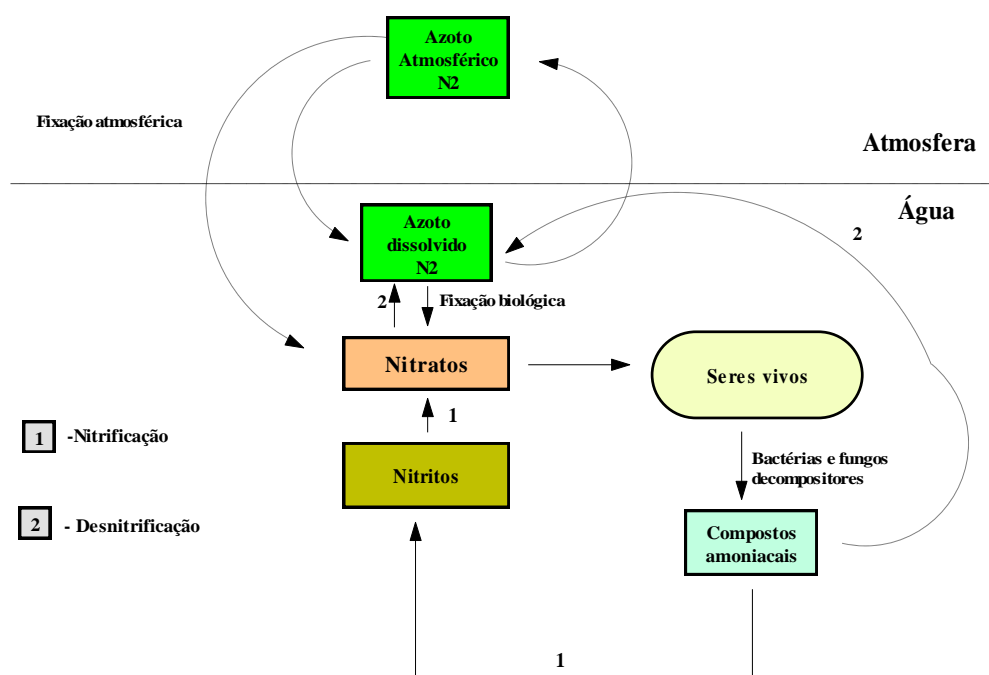 Azoto
Atmosférico
N2
Fixação atmosférica
Atmosfera
Água
Azoto
dissolvido
N2
2
2
Fixação biológica
Nitratos
Seres vivos
1
1
-Nitrificação
Nitritos
Bactérias e fungos
decompositores
2
- Desnitrificação
Compostos
amoniacais
1